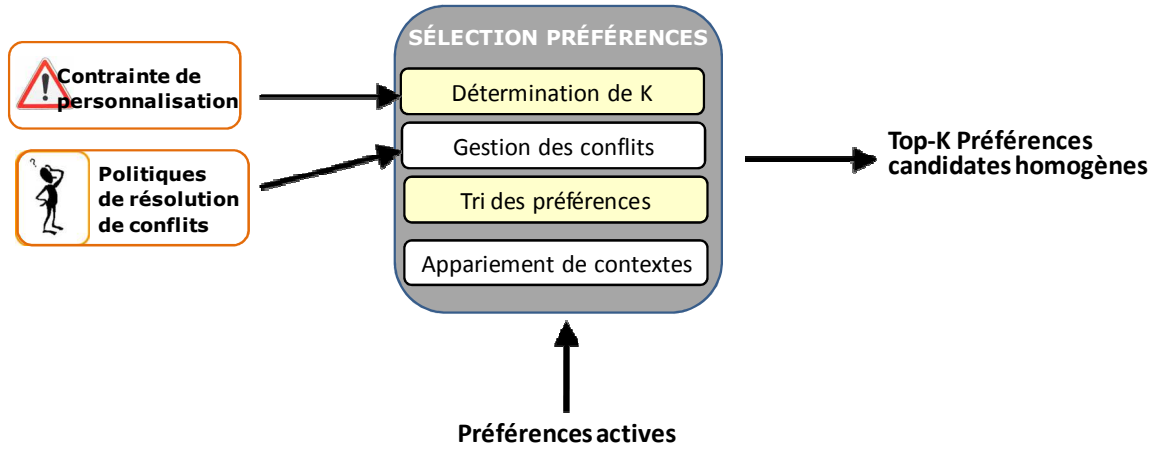 SÉLECTION PRÉFÉRENCES
Contrainte de
personnalisation
Détermination de K
Gestion des conflits
Politiques
de résolution
de conflits
Tri des préférences
Appariement de contextes
Top-K Préférences
candidates homogènes
Préférences actives